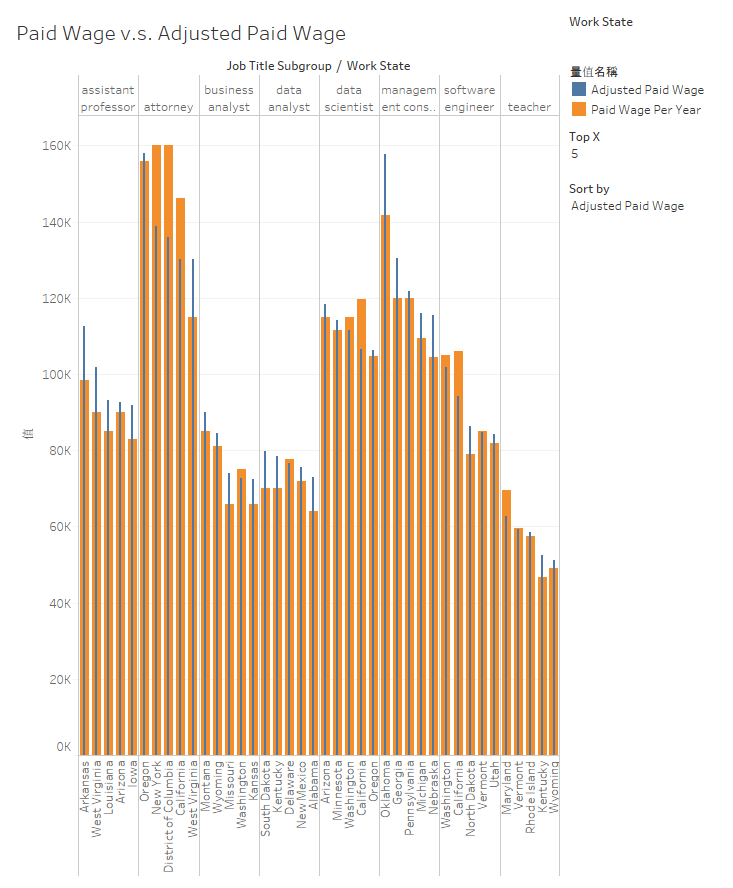 Paid Wage v.s. Adjusted Paid Wage
Job Title Subgroup / Work State
assistant
professor
attorney
business
analyst
data
analyst
data
scientist
managem
ent cons..
software
engineer
teacher
160K
140K
120K
100K
80K
60K
40K
20K
0K
值
Arkansas
West Virginia
Louisiana
Arizona
Iowa
Oregon
New York
District of Columbia
California
West Virginia
Montana
Wyoming
Missouri
Washington
Kansas
South Dakota
Kentucky
Delaware
New Mexico
Alabama
Arizona
Minnesota
Washington
California
Oregon
Oklahoma
Georgia
Pennsylvania
Michigan
Nebraska
Washington
California
North Dakota
Vermont
Utah
Maryland
Vermont
Rhode Island
Kentucky
Wyoming
Work State
量值名稱
Adjusted Paid Wage
Paid Wage Per Year
Top X
5
Sort by
Adjusted Paid Wage